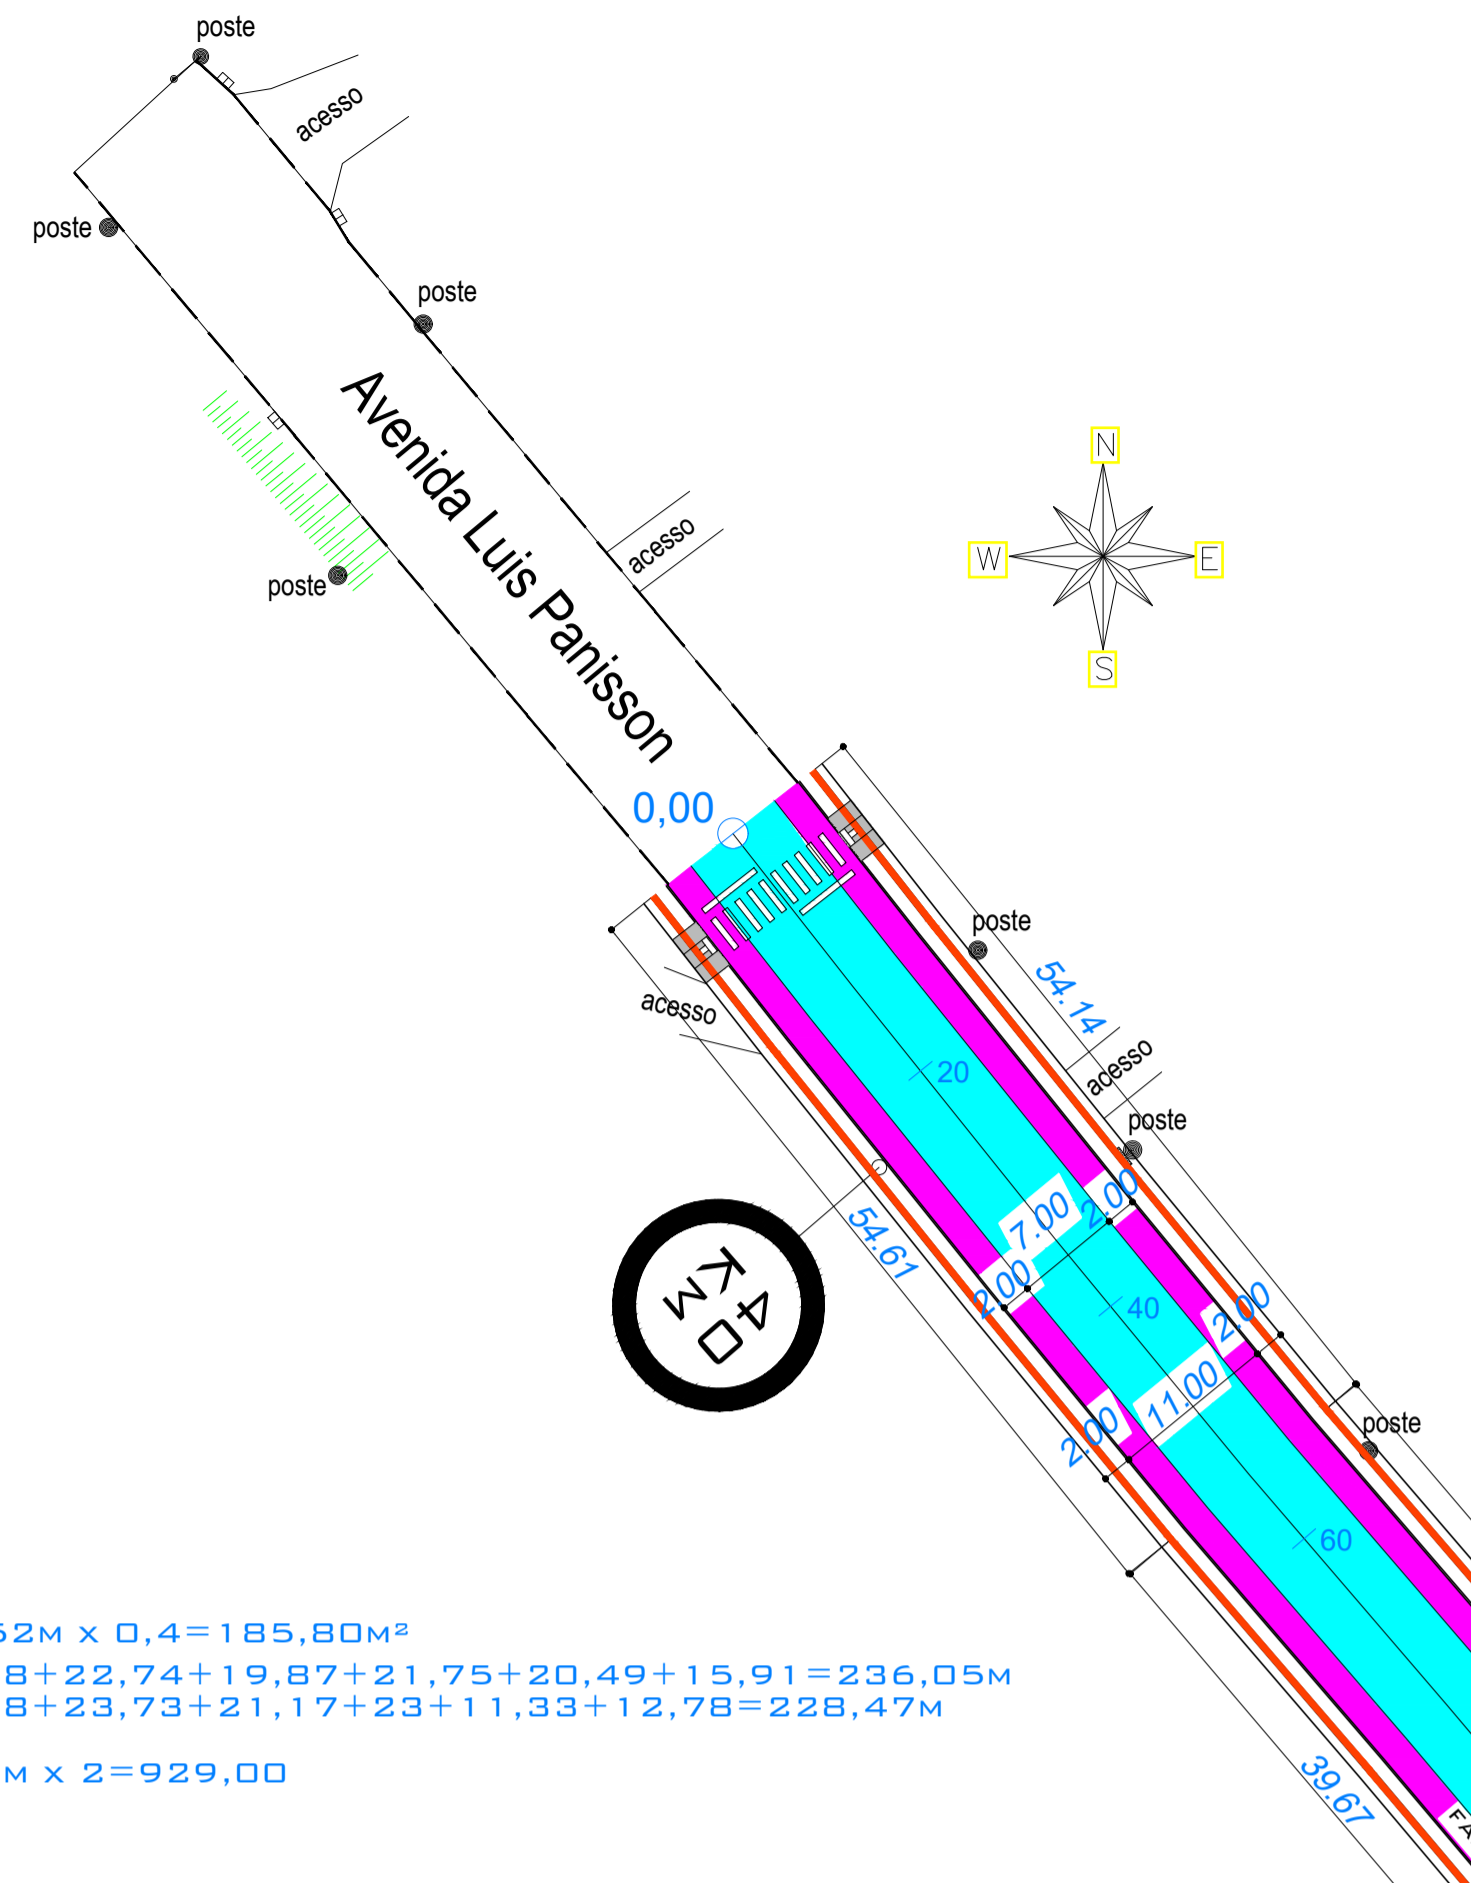 poste
acesso
poste
poste
Avenida Luis Panisson
N
acesso
W
E
poste
S
0,00
poste
54.14
acesso
acesso
20
poste
2.00
7.00
54.61
2.00
40
KM
40
2.00
11.00
2.00
poste
60
62M X 0,4=185,80M²
8+22,74+19,87+21,75+20,49+15,91=236,05M
8+23,73+21,17+23+11,33+12,78=228,47M
M X 2=929,00
39.67
FA